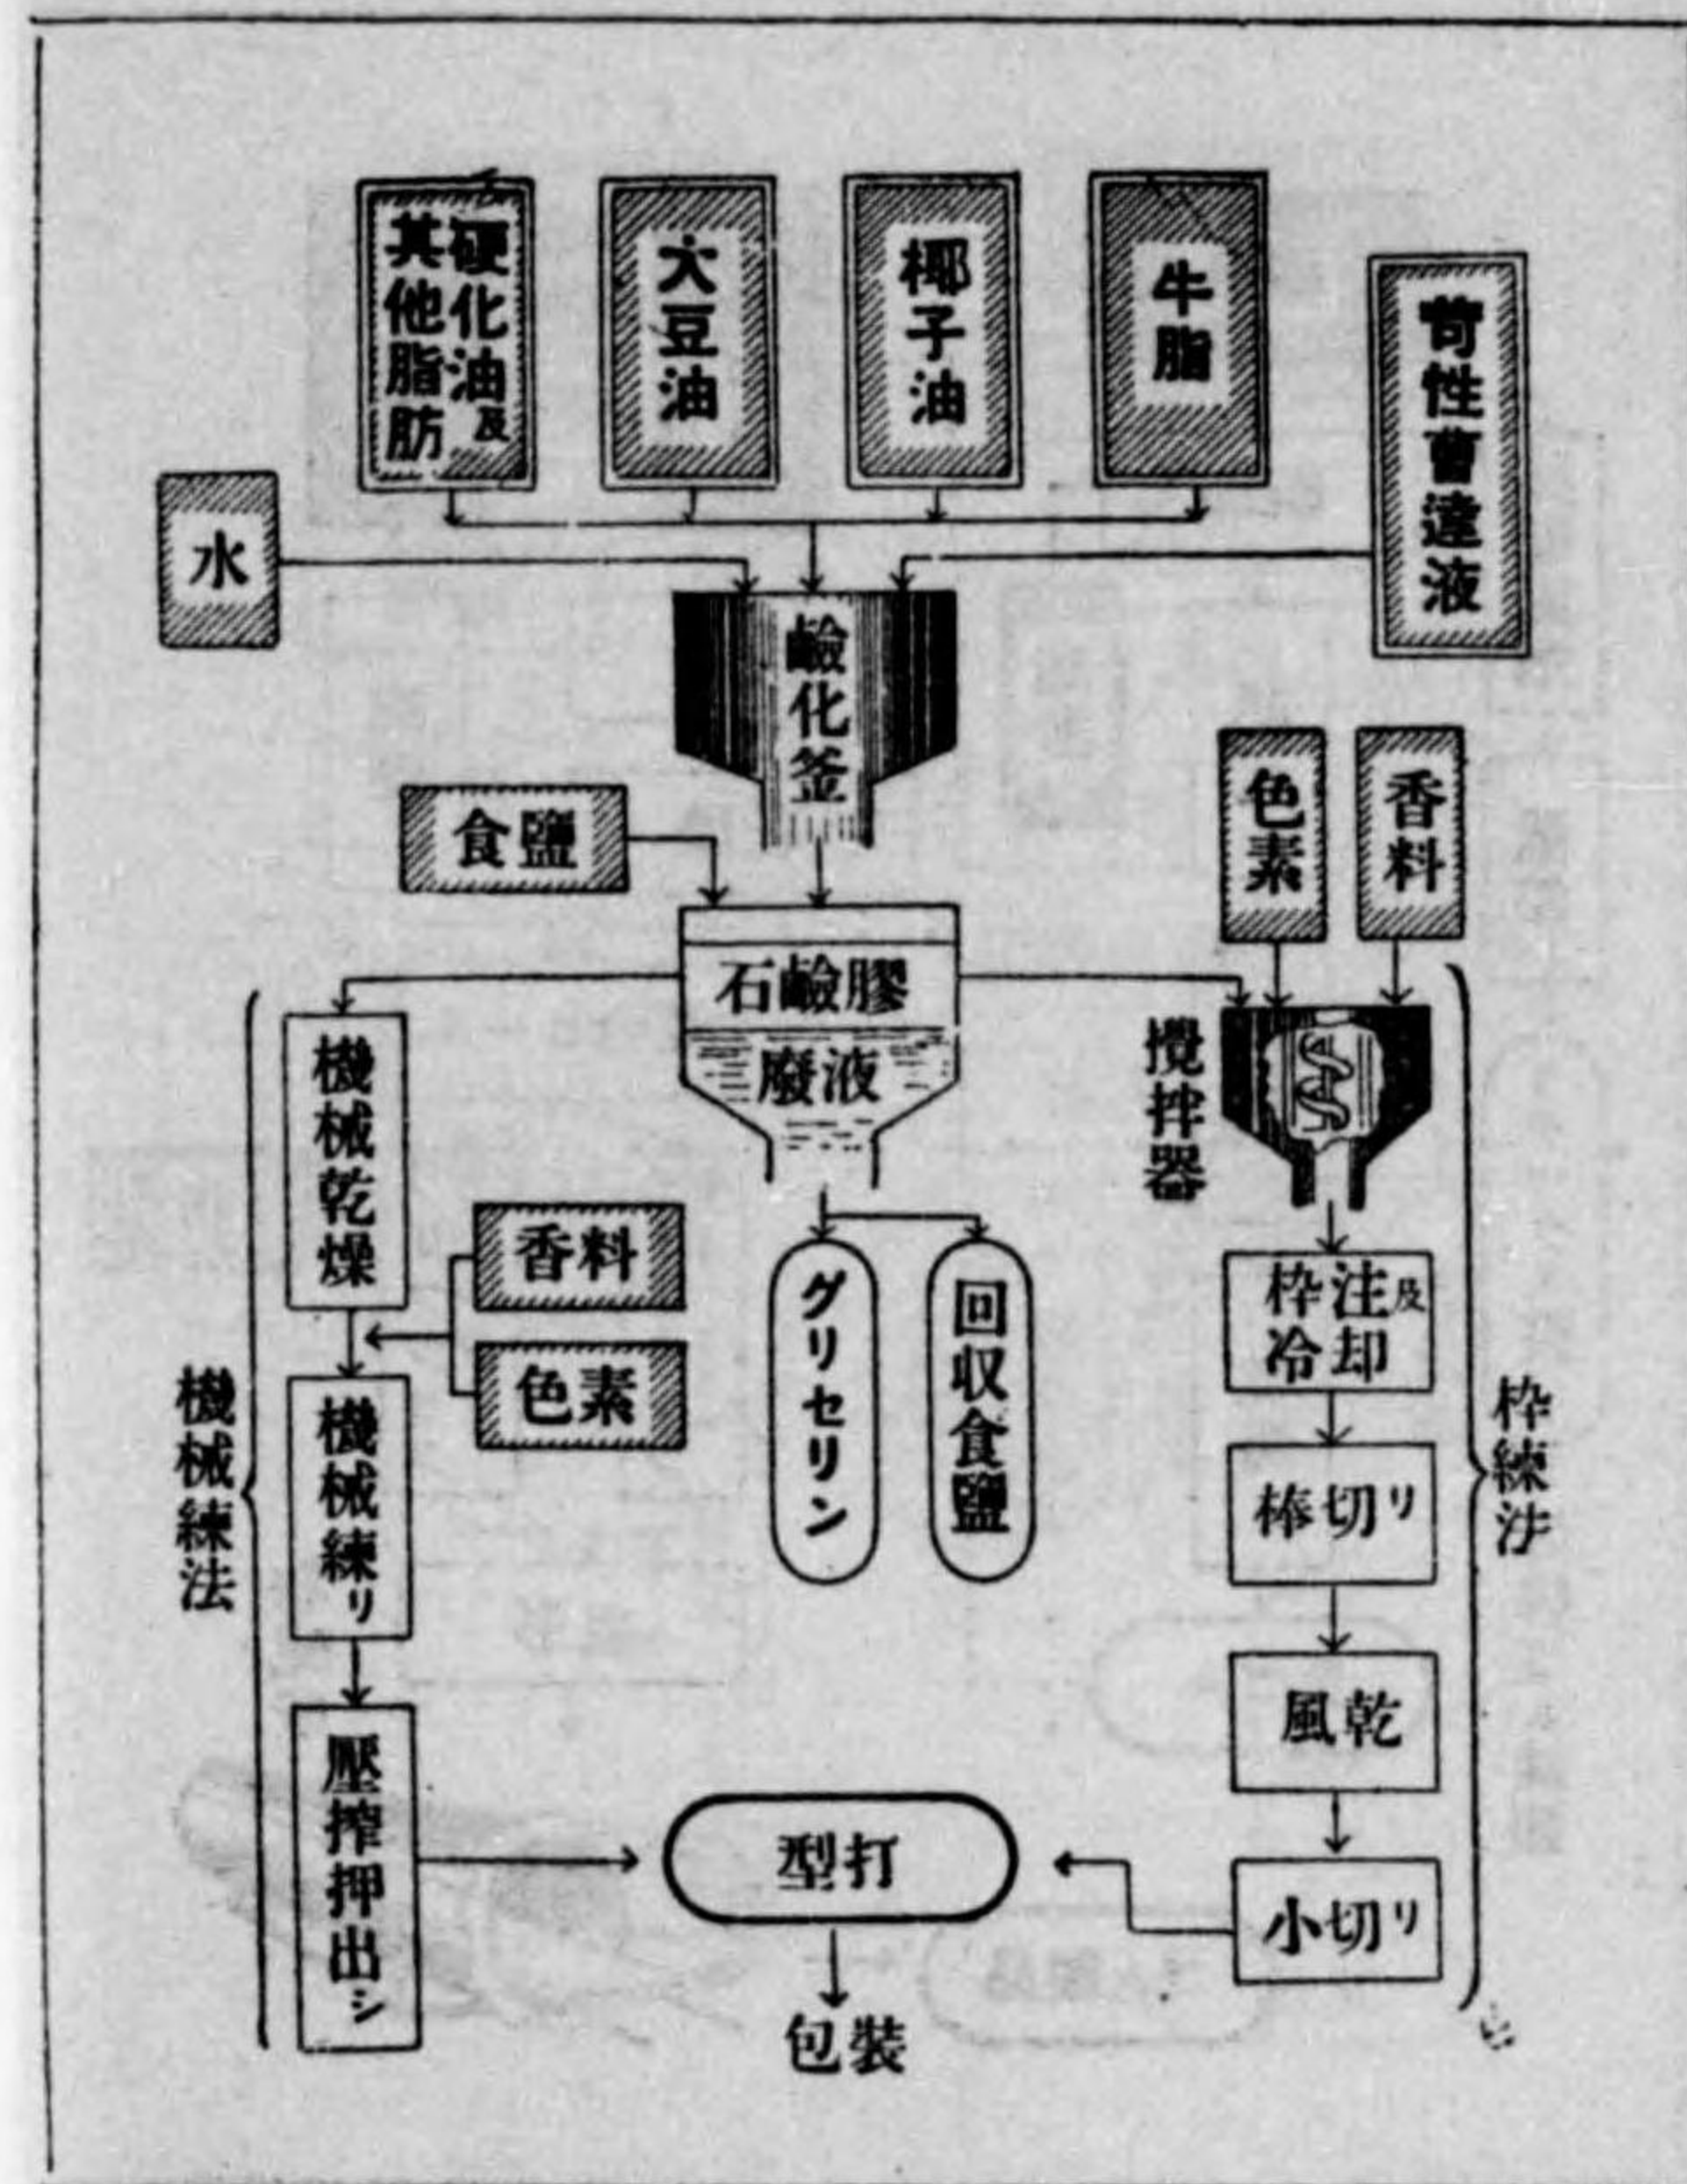 牛脂
椰子油
大豆油
硬化油及
其他脂肪
苛性曹達液
水
鹼化釜
食鹽
石鹼膠
廢液
香料
色素
攪拌器
枠注及
冷却
棒切リ
風乾
小切リ
枠練法
グリセリン
回収食鹽
機械乾燥
香料
色素
機械練リ
壓搾押出シ
機械練法
型打
包裝